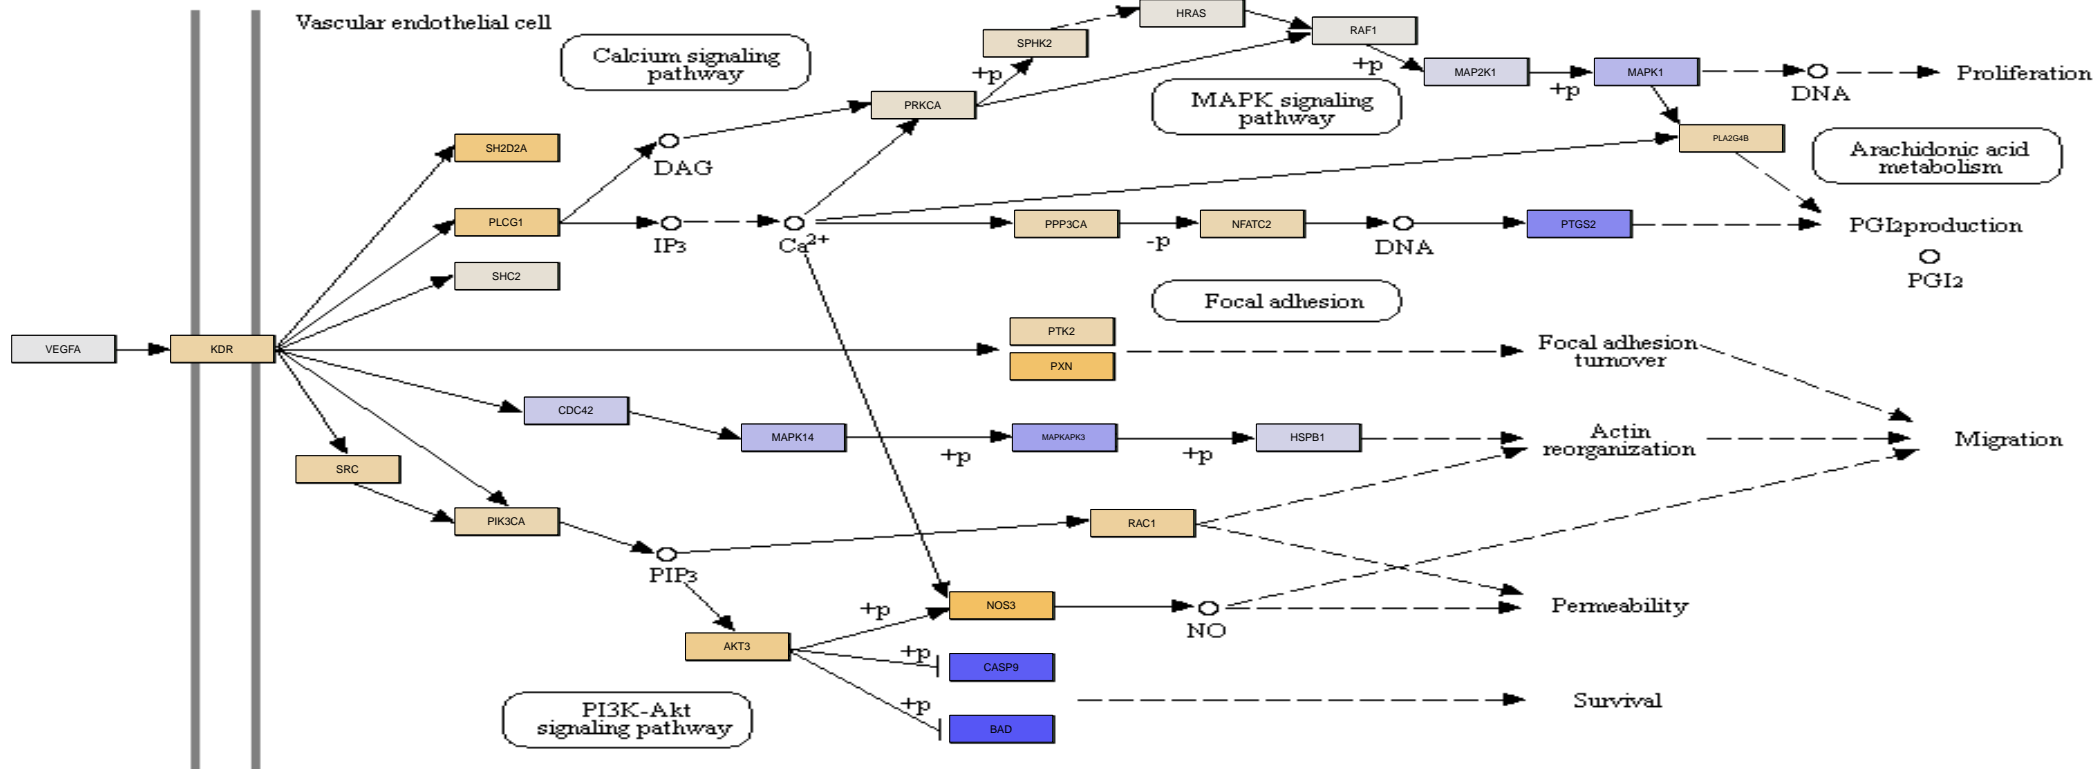 Vascular endothelial cell
HRAS
RAF1
SPHK2
Calcium signaling
pathway
+p
+p
MAP2K1
MAPK1
Proliferation
+p
DNA
PRKCA
MAPK signaling
pathway
SH2D2A
DAG
PLA2G4B
Arachidonic acid
metabolism
PLCG1
IP3
Ca2+
PPP3CA
-p
NFATC2
DNA
PTGS2
PGI2production
PGI2
SHC2
Focal adhesion
VEGFA
KDR
PTK2
PXN
Focal adhesion
turnover
CDC42
MAPK14
+p
MAPKAPK3
+p
HSPB1
Actin
reorganization
Migration
SRC
PIK3CA
RAC1
PIP3
+p
NOS3
NO
Permeability
AKT3
+p
CASP9
+p
BAD
Survival
PI3K-Akt
signaling pathway